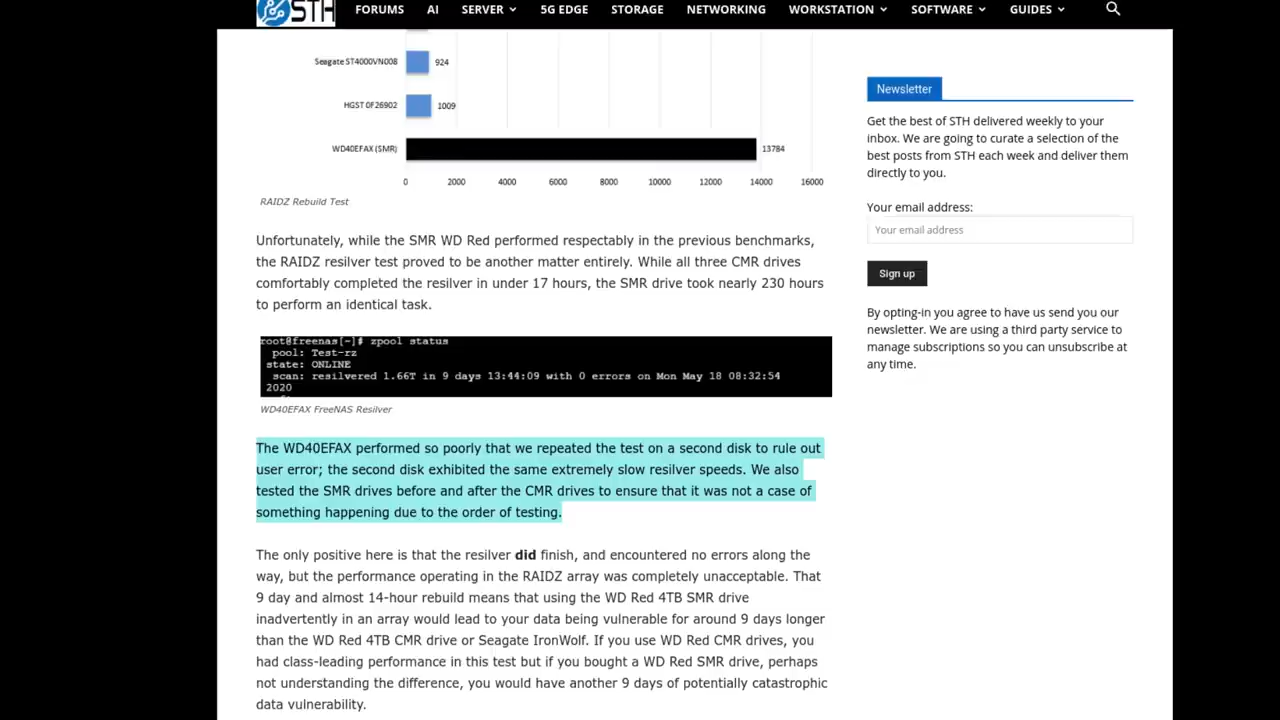 STH
FORUMS AI SERVER 5G EDGE STORAGE NETWORKING WORKSTATION SOFTWARE GUIDES
Seagate ST4000VN008 924
HGST 0F26902 1009
WD40EFAX (SMR) 13784
0 2000 4000 6000 8000 10000 12000 14000 16000
RAIDZ Rebuild Test
Unfortunately, while the SMR WD Red performed respectably in the previous benchmarks,
the RAIDZ resilver test proved to be another matter entirely. While all three CMR drives
comfortably completed the resilver in under 17 hours, the SMR drive took nearly 230 hours
to perform an identical task.
root@freenas[~]# zpool status
pool: Test-rz
state: ONLINE
scan: resilvered 1.66T in 9 days 13:44:09 with 0 errors on Mon May 18 08:32:54
2020
WD40EFAX FreeNAS Resilver
The WD40EFAX performed so poorly that we repeated the test on a second disk to rule out
user error; the second disk exhibited the same extremely slow resilver speeds. We also
tested the SMR drives before and after the CMR drives to ensure that it was not a case of
something happening due to the order of testing.
The only positive here is that the resilver did finish, and encountered no errors along the
way, but the performance operating in the RAIDZ array was completely unacceptable. That
9 day and almost 14-hour rebuild means that using the WD Red 4TB SMR drive
inadvertently in an array would lead to your data being vulnerable for around 9 days longer
than the WD Red 4TB CMR drive or Seagate IronWolf. If you use WD Red CMR drives, you
had class-leading performance in this test but if you bought a WD Red SMR drive, perhaps
not understanding the difference, you would have another 9 days of potentially catastrophic
data vulnerability.
Newsletter
Get the best of STH delivered weekly to your
inbox. We are going to curate a selection of the
best posts from STH each week and deliver them
directly to you.
Your email address:
Your email address
Sign up
By opting-in you agree to have us send you our
newsletter. We are using a third party service to
manage subscriptions so you can unsubscribe at
any time.